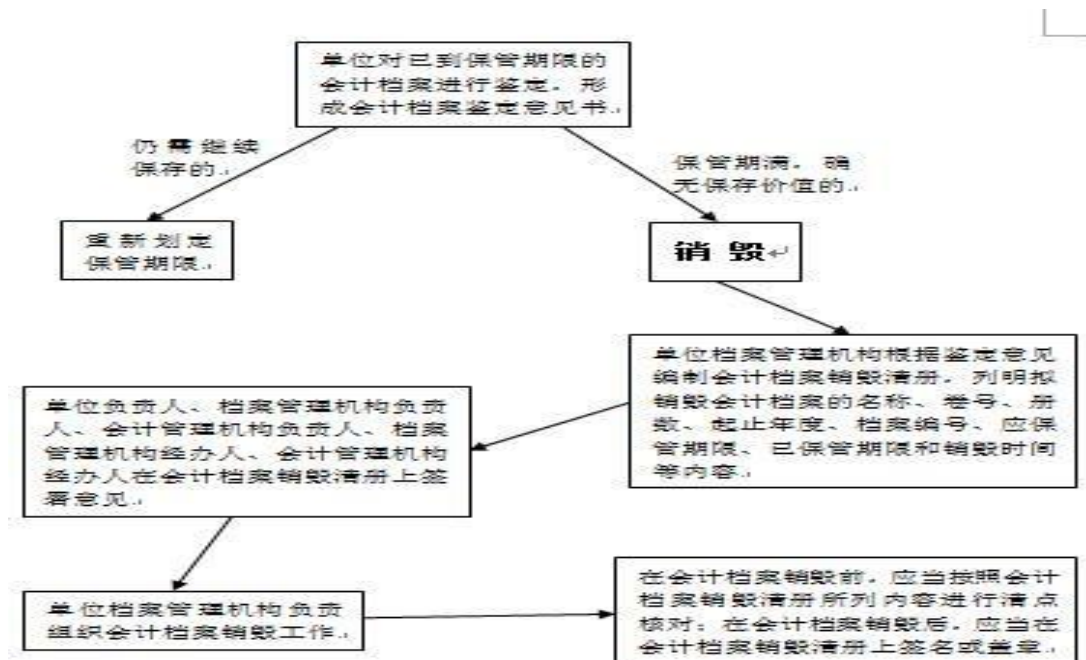 单位对已到保管期限的
会计档案进行鉴定，形
成会计档案鉴定意见书
仍需继续
保存的
保管期满，确
无保存价值的
重新划定
保管期限
销毁
单位档案管理机构根据鉴定意见
编制会计档案销毁清册，列明拟
销毁会计档案的名称、卷号、册
数、起止年度、档案编号、应保
管期限、已保管期限和销毁时间
等内容
单位负责人、档案管理机构负责
人、会计管理机构负责人、档案
管理机构经办人、会计管理机构
经办人在会计档案销毁清册上签
署意见
单位档案管理机构负责
组织会计档案销毁工作
在会计档案销毁前，应当按照会计
档案销毁清册所列内容进行清点
核对；在会计档案销毁后，应当在
会计档案销毁清册上签名或盖章